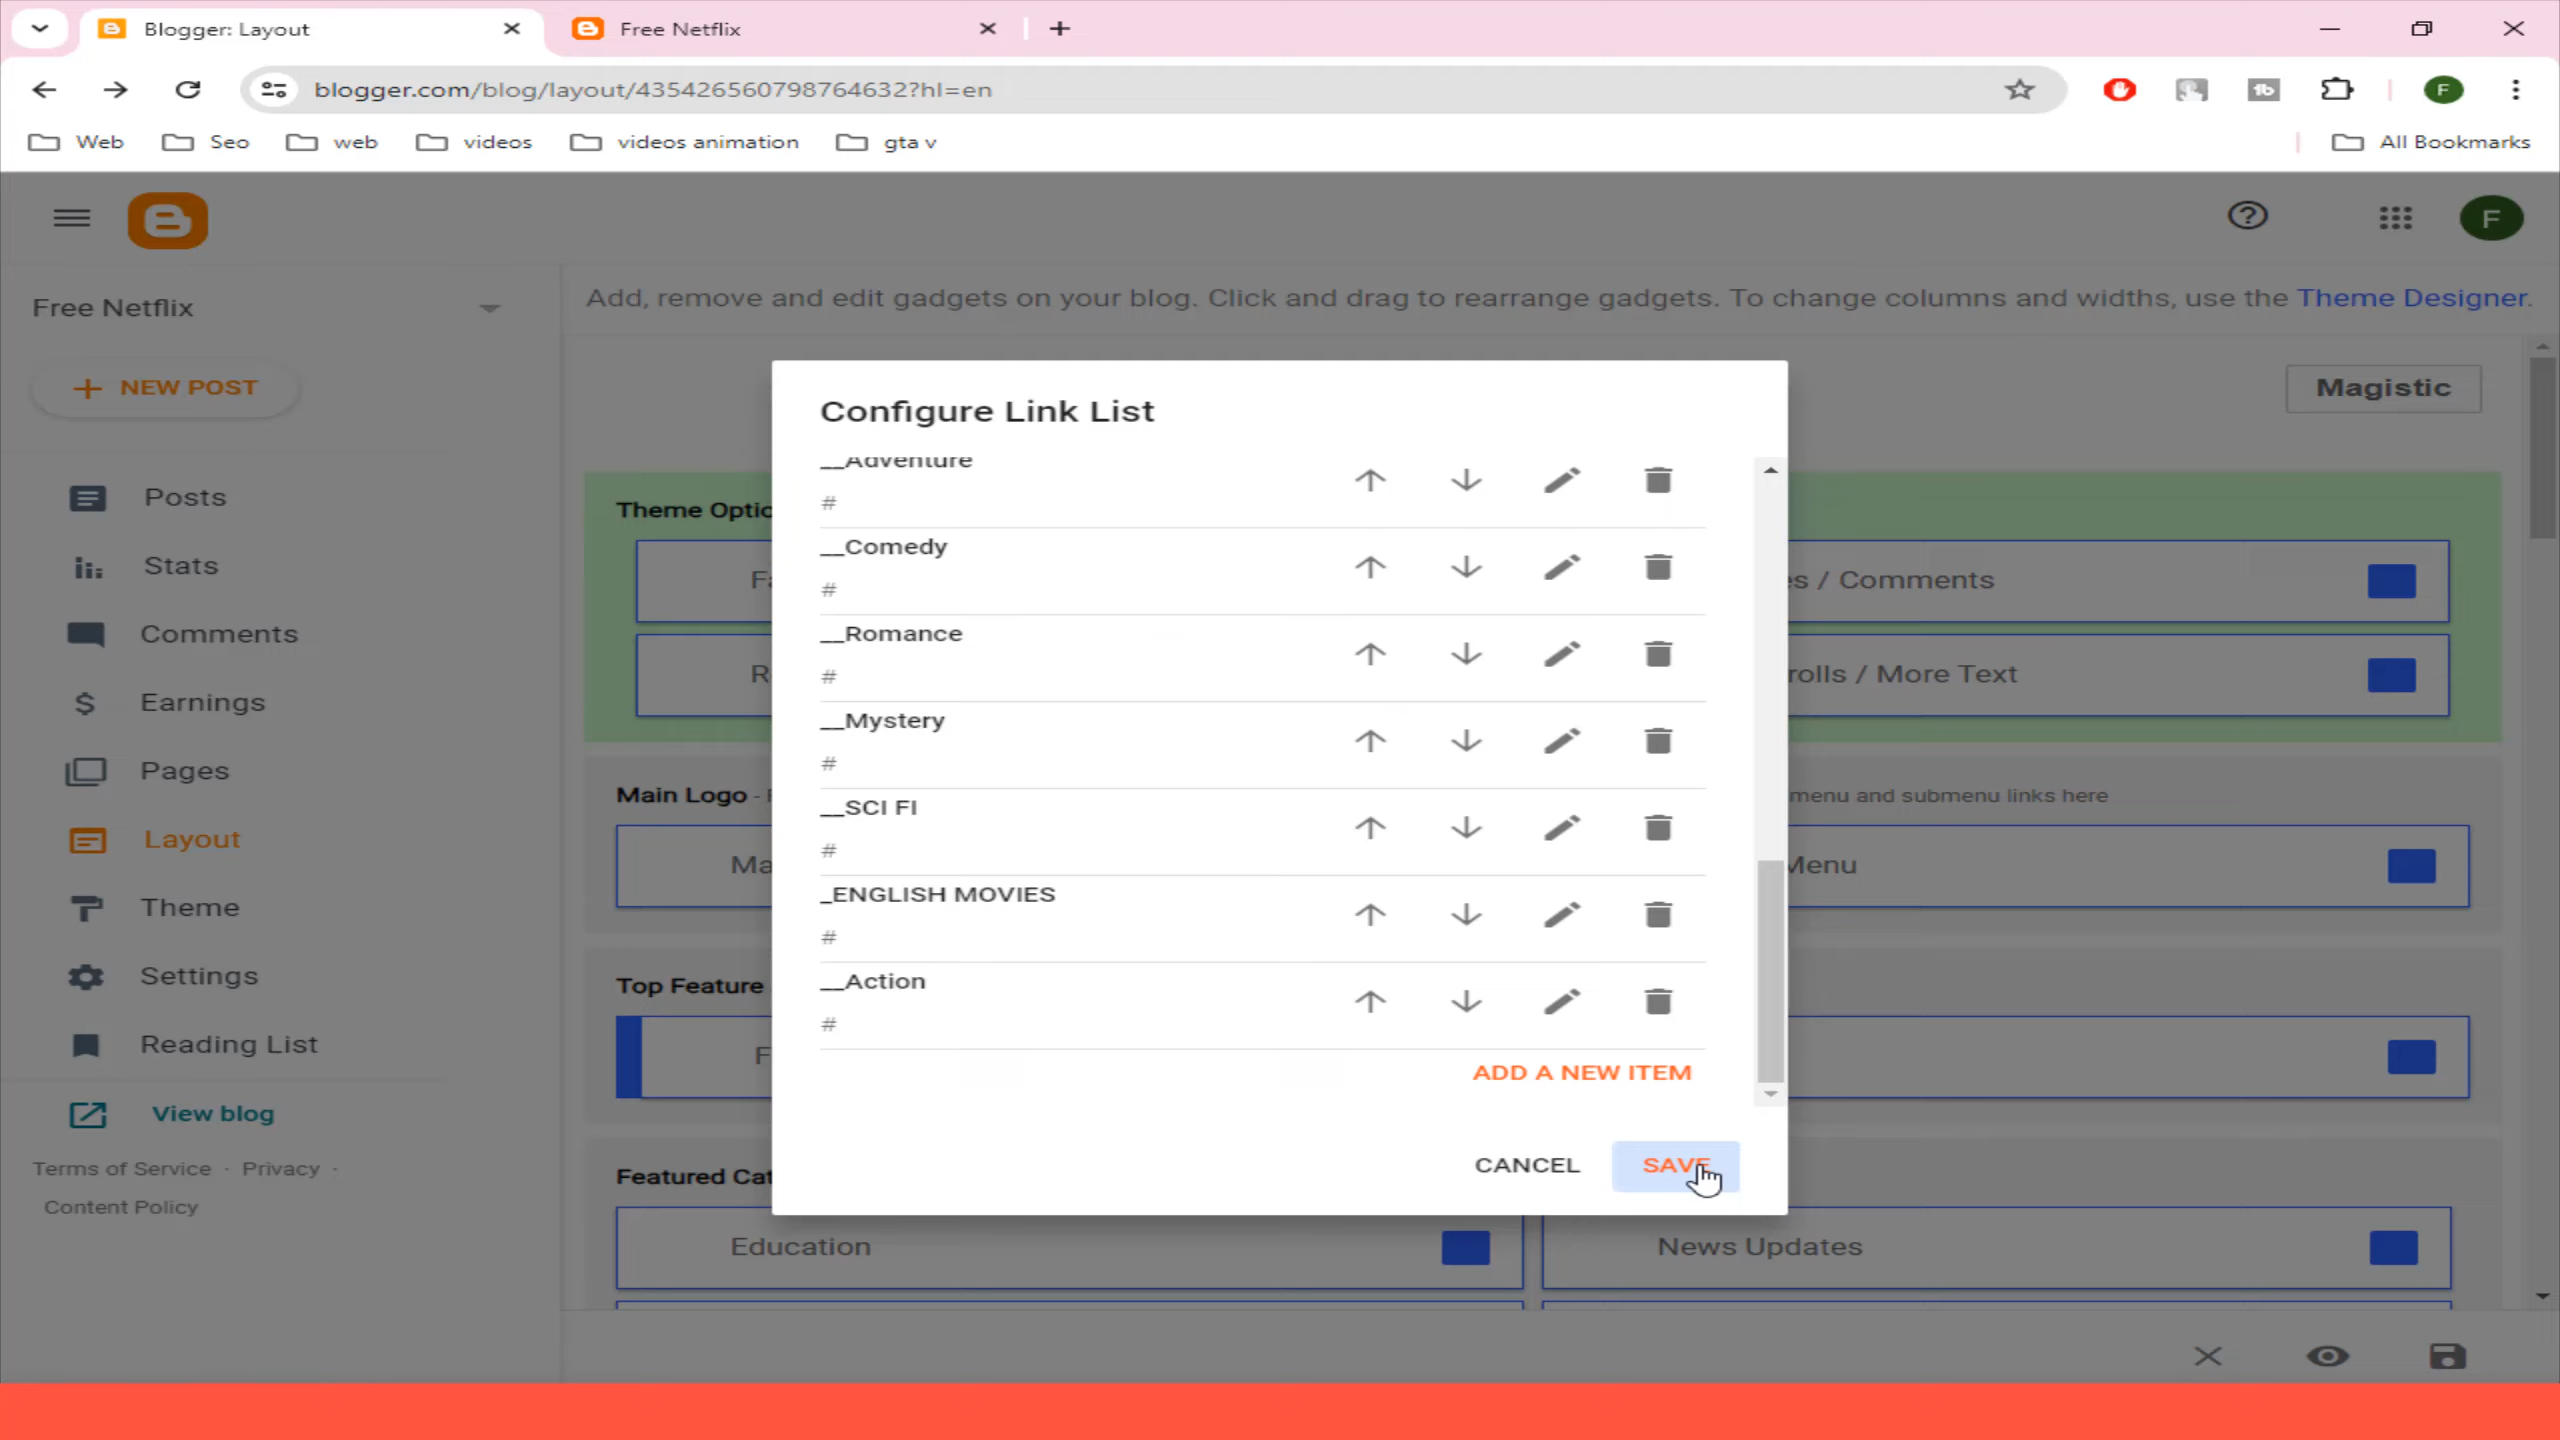 Blogger: Layout
Free Netflix
blogger.com/blog/layout/4354265607987646​32?hl=en
F
Web
Seo
web
videos
videos animation
gta v
All Bookmarks
F
Free Netflix
Add, remove and edit gadgets on your blog. Click and drag to rearrange gadgets. To change columns and widths, use the Theme Designer.
NEW POST
Magistic
Posts
Stats
Comments
Earnings
Pages
Layout
Theme
Settings
Reading List
View blog
Terms of Service · Privacy ·
Content Policy
Configure Link List
__Adventure
#
__Comedy
#
__Romance
#
__Mystery
#
__SCI FI
#
_ENGLISH MOVIES
#
__Action
#
ADD A NEW ITEM
CANCEL
SAVE
Theme Optio
Fa
s / Comments
R
rolls / More Text
Main Logo -
menu and submenu links here
Ma
Menu
Top Feature
F
Featured Cat
Education
News Updates